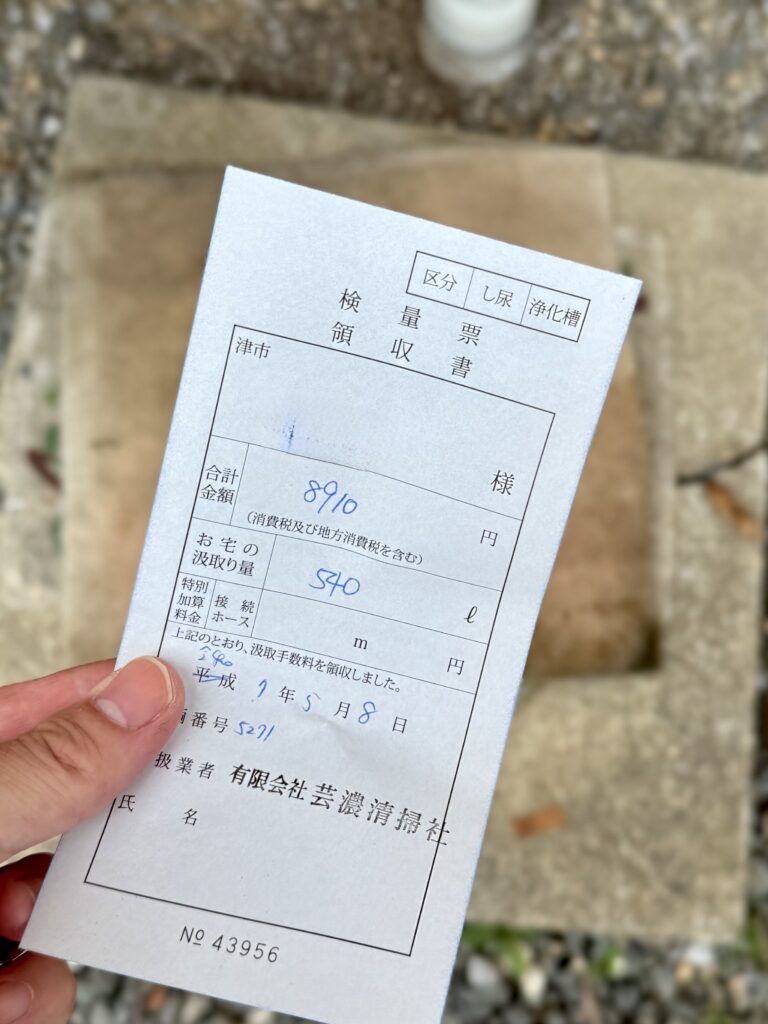 区分 し尿 浄化槽
検量票
領収書
津市
様
合計金額 8910 円
(消費税及び地方消費税を含む)
お宅の汲取り量 540 ℓ
特別加算料金 接続ホース m 円
上記のとおり、汲取手数料を領収しました。
令和
平成 7年5月8日
番号 5271
扱業者 有限会社芸濃清掃社
氏名
№ 43956